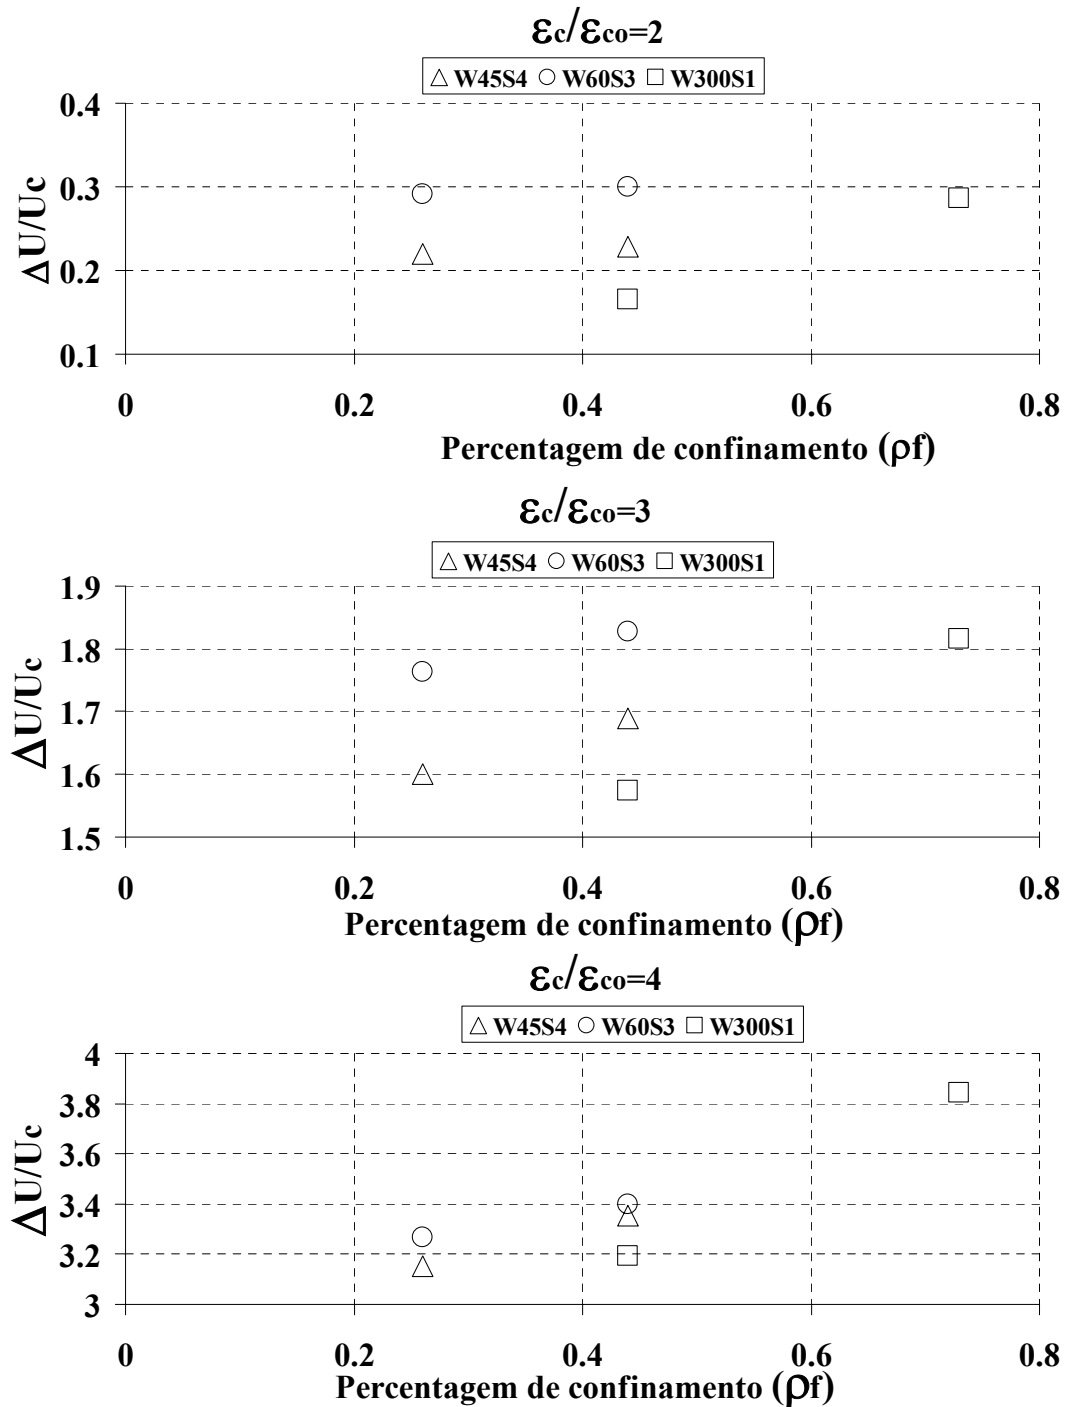 εc/εco=2
W45S4 W60S3 W300S1
0.4
0.3
0.2
0.1
ΔU/Uc
0 0.2 0.4 0.6 0.8
Percentagem de confinamento (ρf)
εc/εco=3
W45S4 W60S3 W300S1
1.9
1.8
1.7
1.6
1.5
ΔU/Uc
0 0.2 0.4 0.6 0.8
Percentagem de confinamento (ρf)
εc/εco=4
W45S4 W60S3 W300S1
4
3.8
3.6
3.4
3.2
3
ΔU/Uc
0 0.2 0.4 0.6 0.8
Percentagem de confinamento (ρf)